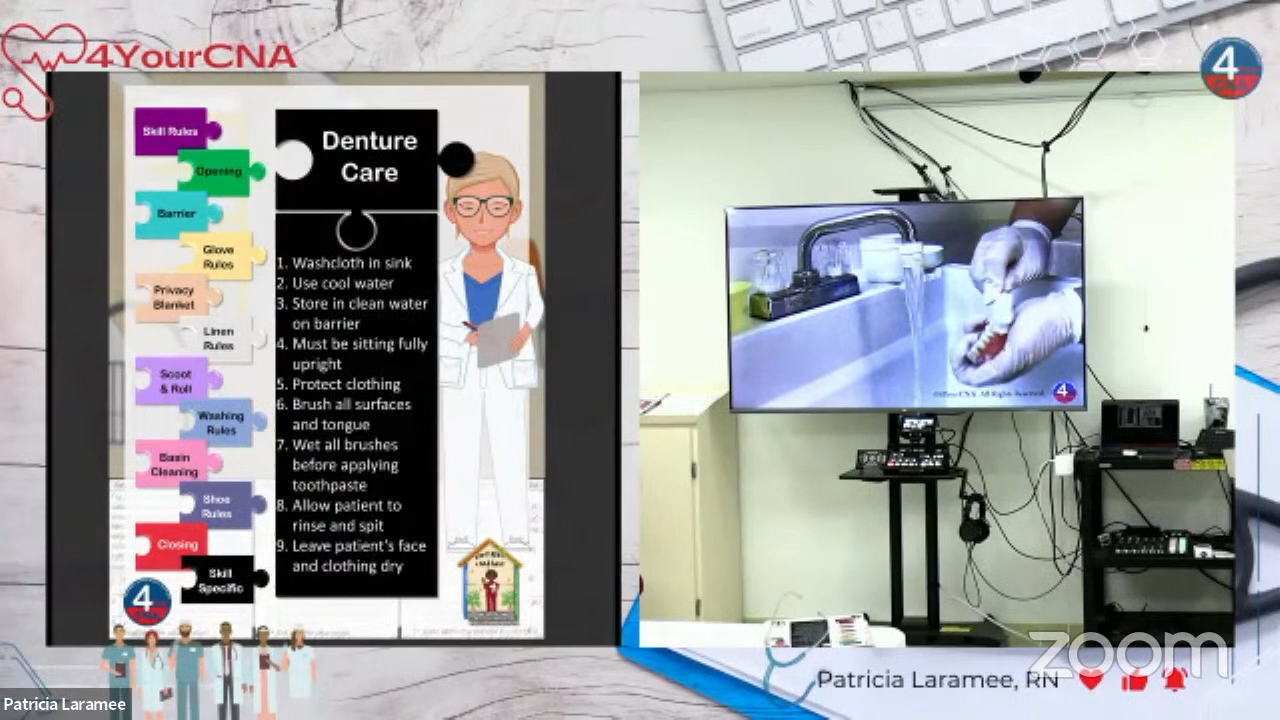 4YourCNA
4
Skill Rules
Opening
Barrier
Glove
Rules
Privacy
Blanket
Linen
Rules
Scoot
& Roll
Washing
Rules
Basin
Cleaning
Shoe
Rules
Closing
Skill
Specific
4
Denture
Care
1. Washcloth in sink
2. Use cool water
3. Store in clean water
on barrier
4. Must be sitting fully
upright
5. Protect clothing
6. Brush all surfaces
and tongue
7. Wet all brushes
before applying
toothpaste
8. Allow patient to
rinse and spit
9. Leave patient's face
and clothing dry
4
zoom
Patricia Laramee, RN
Patricia Laramee